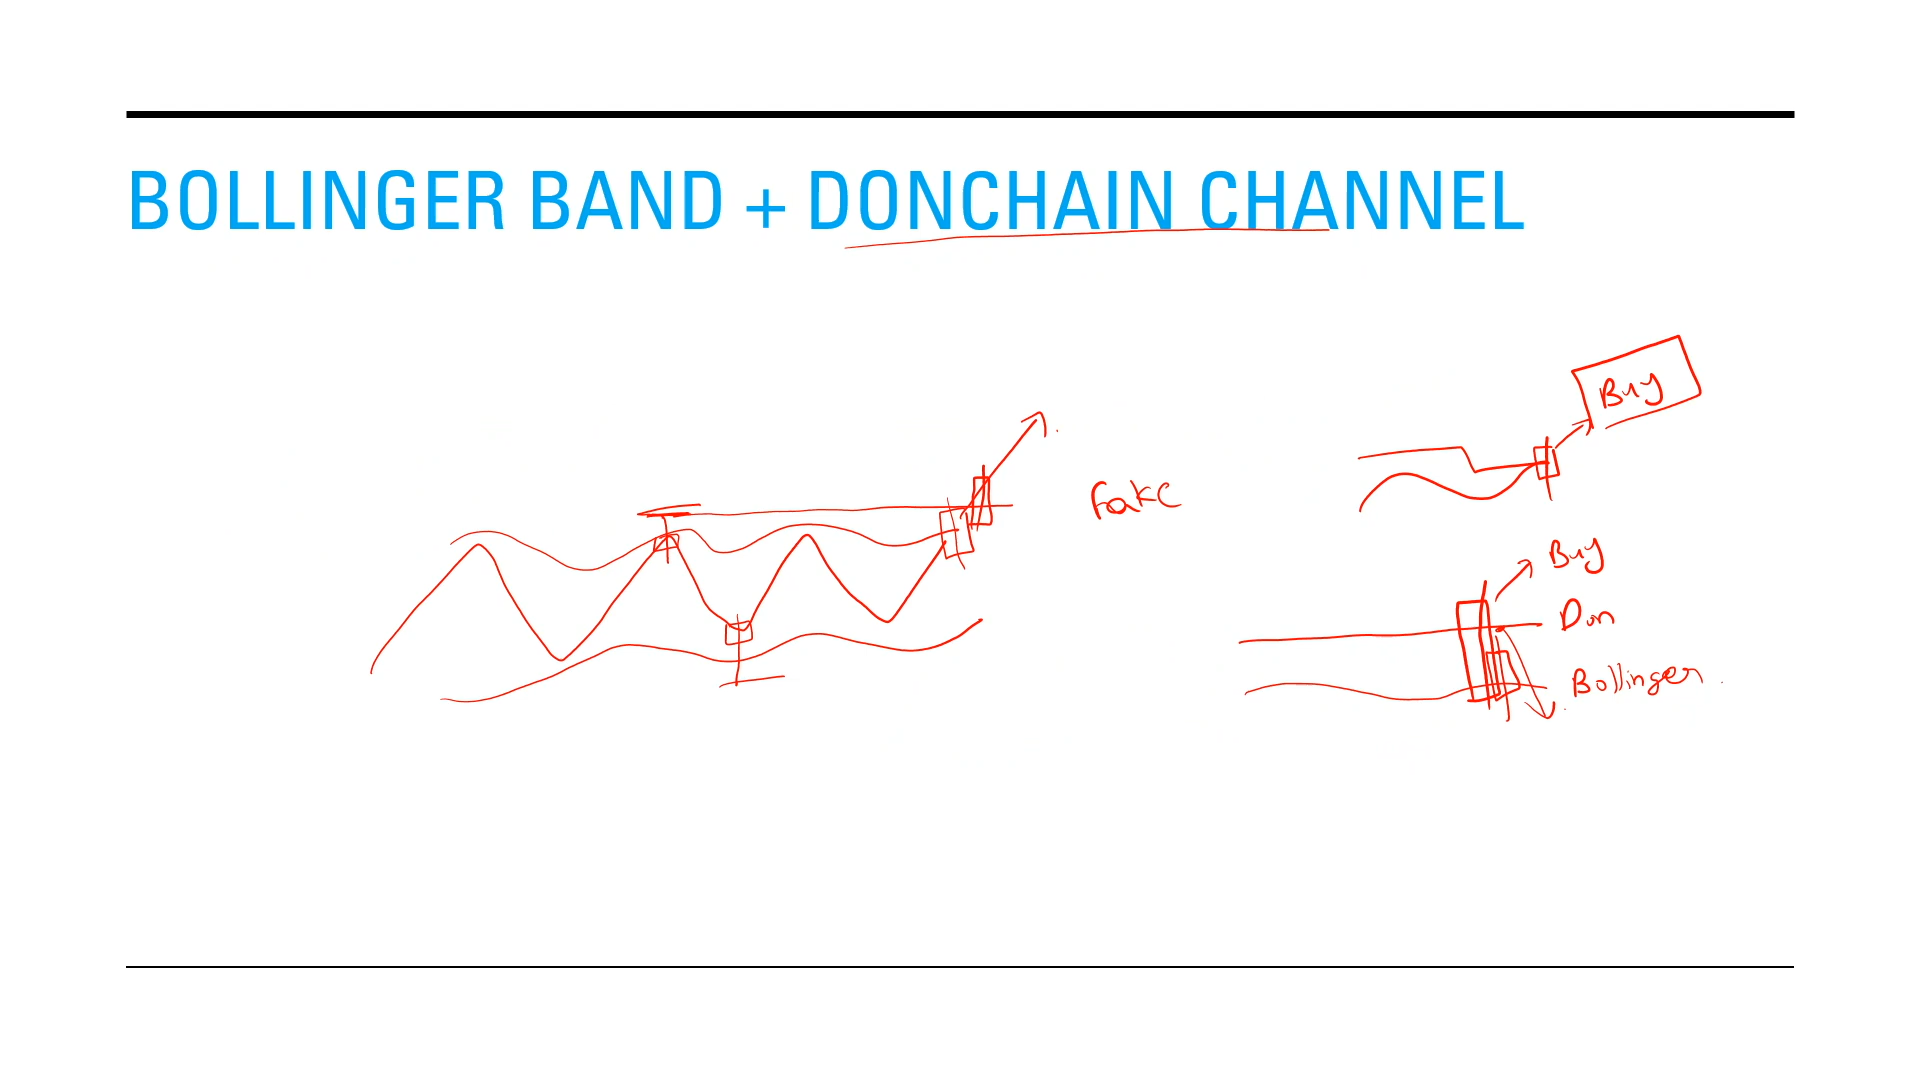 BOLLINGER BAND + DONCHAIN CHANNEL
Buy
Fake
Buy
Don
Bollinger